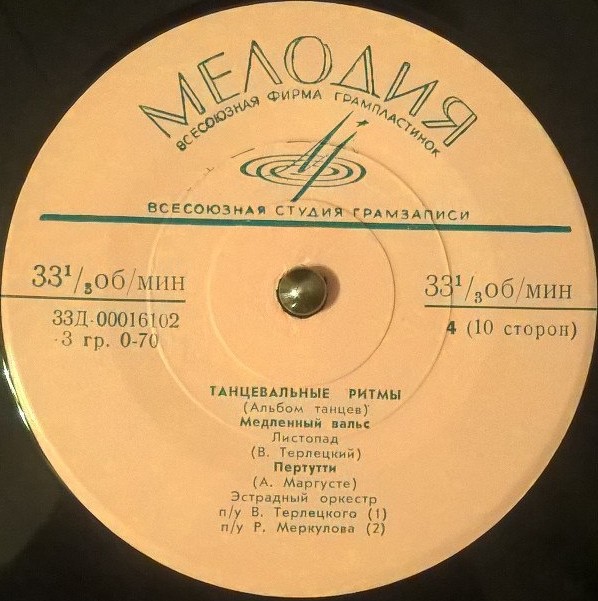 МЕЛОДИЯ
ВСЕСОЮЗНАЯ ФИРМА ГРАМПЛАСТИНОК
ВСЕСОЮЗНАЯ СТУДИЯ ГРАМЗАПИСИ
33¹/₃об/мин
33¹/₃об/мин
33Д-00016102
3 гр. 0-70
4 (10 сторон)
ТАНЦЕВАЛЬНЫЕ РИТМЫ
(Альбом танцев)
Медленный вальс
Листопад
(В. Терлецкий)
Пертутти
(А. Маргусте)
Эстрадный оркестр
п/у В. Терлецкого (1)
п/у Р. Меркулова (2)